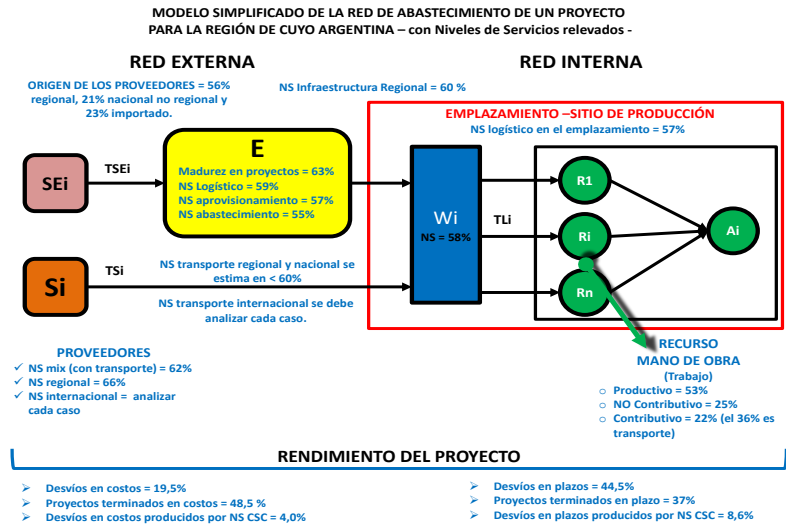 MODELO SIMPLIFICADO DE LA RED DE ABASTECIMIENTO DE UN PROYECTO
PARA LA REGIÓN DE CUYO ARGENTINA – con Niveles de Servicios relevados -
RED EXTERNA
RED INTERNA
ORIGEN DE LOS PROVEEDORES = 56%
regional, 21% nacional no regional y
23% importado.
NS Infraestructura Regional = 60 %
EMPLAZAMIENTO –SITIO DE PRODUCCIÓN
NS logístico en el emplazamiento = 57%
SEi
TSEi
E
Madurez en proyectos = 63%
NS Logístico = 59%
NS aprovisionamiento = 57%
NS abastecimiento = 55%
Wi
NS = 58%
TLi
R1
Ri
Rn
Ai
Si
TSi
NS transporte regional y nacional se
estima en < 60%
NS transporte internacional se debe
analizar cada caso.
PROVEEDORES
✓ NS mix (con transporte) = 62%
✓ NS regional = 66%
✓ NS internacional = analizar
cada caso
RECURSO
MANO DE OBRA
(Trabajo)
o Productivo = 53%
o NO Contributivo = 25%
o Contributivo = 22% (el 36% es
transporte)
RENDIMIENTO DEL PROYECTO
➢ Desvíos en costos = 19,5%
➢ Proyectos terminados en costos = 48,5 %
➢ Desvíos en costos producidos por NS CSC = 4,0%
➢ Desvíos en plazos = 44,5%
➢ Proyectos terminados en plazo = 37%
➢ Desvíos en plazos producidos por NS CSC = 8,6%